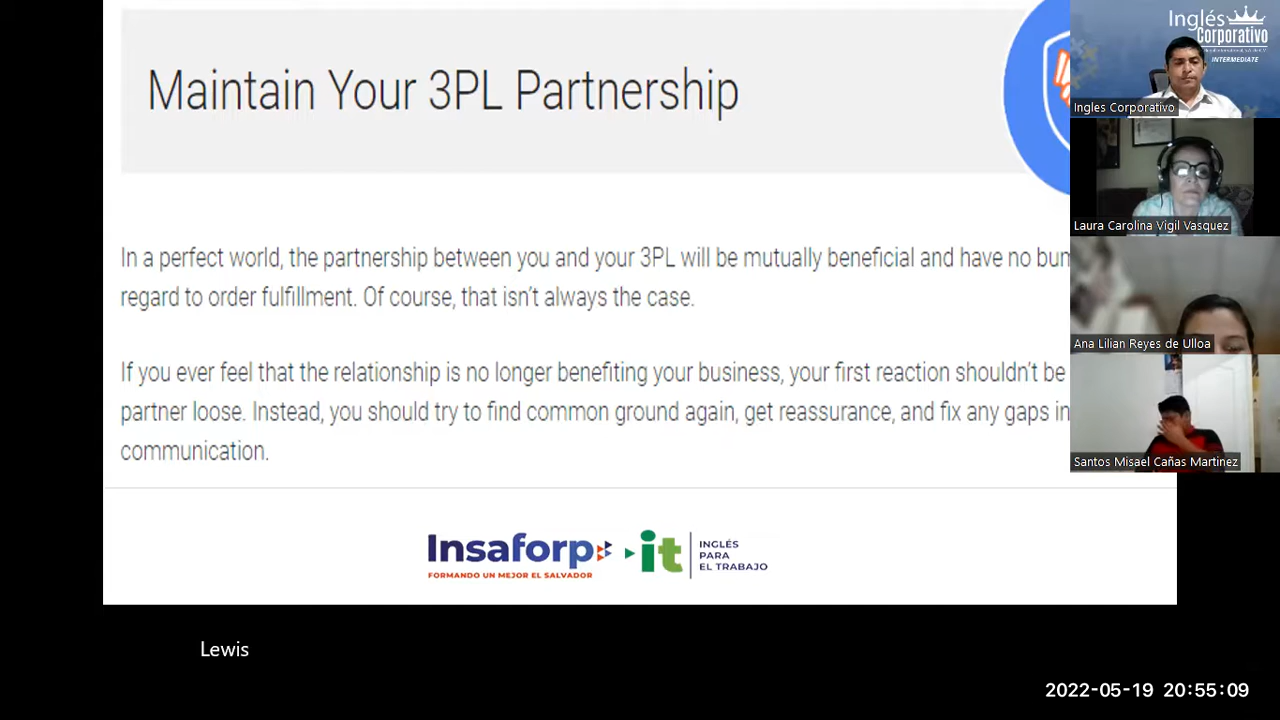 Maintain Your 3PL Partnership
In a perfect world, the partnership between you and your 3PL will be mutually beneficial and have no
regard to order fulfillment. Of course, that isn't always the case.
If you ever feel that the relationship is no longer benefiting your business, your first reaction shouldn't be
partner loose. Instead, you should try to find common ground again, get reassurance, and fix any gaps in
communication.
Insaforp
FORMANDO UN MEJOR EL SALVADOR
it
INGLÉS
PARA
EL TRABAJO
Inglés
Corporativo
INTERMEDIATE
Ingles Corporativo
Laura Carolina Vigil Vasquez
Ana Lilian Reyes de Ulloa
Santos Misael Cañas Martinez
Lewis
2022-05-19 20:55:09